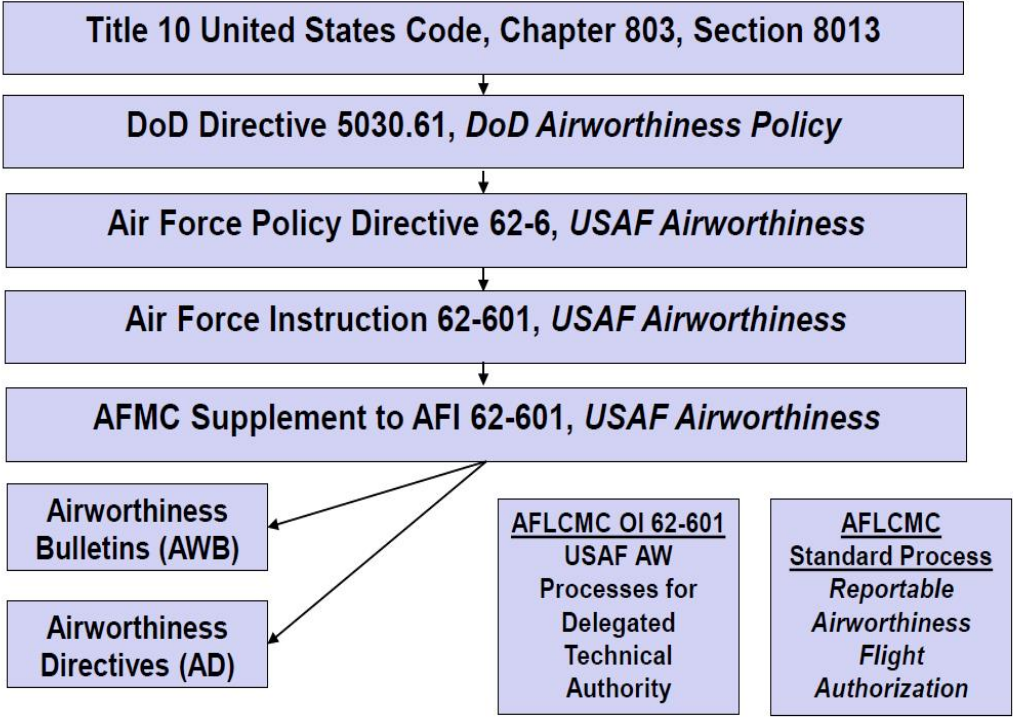 Title 10 United States Code, Chapter 803, Section 8013
DoD Directive 5030.61, DoD Airworthiness Policy
Air Force Policy Directive 62-6, USAF Airworthiness
Air Force Instruction 62-601, USAF Airworthiness
AFMC Supplement to AFI 62-601, USAF Airworthiness
Airworthiness
Bulletins (AWB)
Airworthiness
Directives (AD)
AFLCMC OI 62-601
USAF AW
Processes for
Delegated
Technical
Authority
AFLCMC
Standard Process
Reportable
Airworthiness
Flight
Authorization